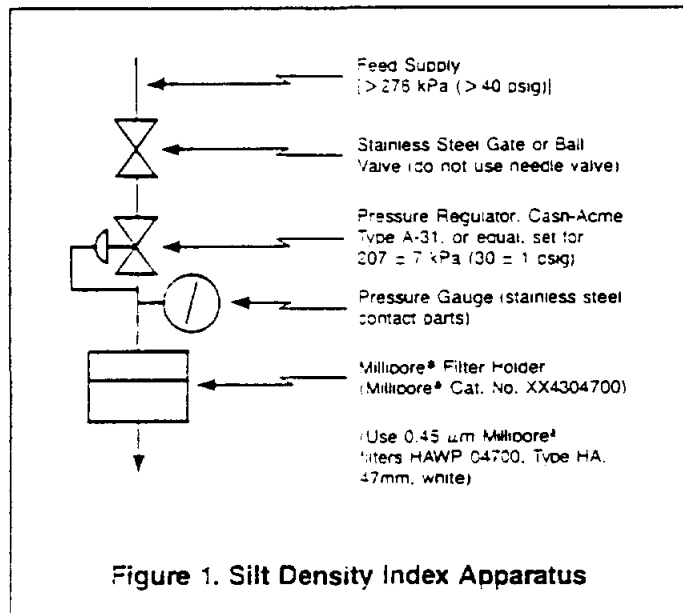 Feed Supply
[>276 kPa (>40 psig)]
Stainless Steel Gate or Ball
Valve (do not use needle valve)
Pressure Regulator, Cash-Acme
Type A-31, or equal, set for
207 ± 7 kPa (30 ± 1 psig)
Pressure Gauge (stainless steel
contact parts)
Millipore® Filter Holder
(Millipore® Cat. No. XX4304700)
(Use 0.45 μm Millipore®
filters HAWP 04700, Type HA,
47mm, white)
Figure 1. Silt Density Index Apparatus